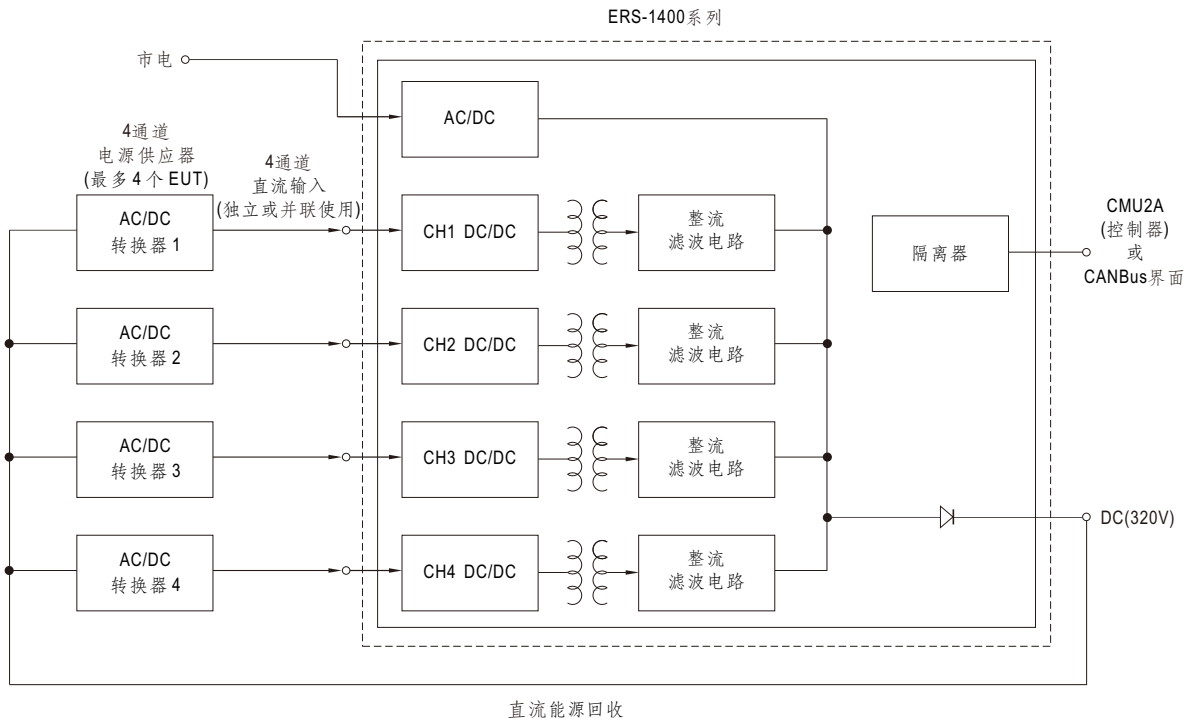 ERS-1400系列
市电
AC/DC
4通道
电源供应器
(最多4个EUT)
4通道
直流输入
(独立或并联使用)
AC/DC
转换器1
CH1 DC/DC
整流
滤波电路
隔离器
CMU2A
(控制器)
或
CANBus界面
AC/DC
转换器2
CH2 DC/DC
整流
滤波电路
AC/DC
转换器3
CH3 DC/DC
整流
滤波电路
DC(320V)
AC/DC
转换器4
CH4 DC/DC
整流
滤波电路
直流能源回收